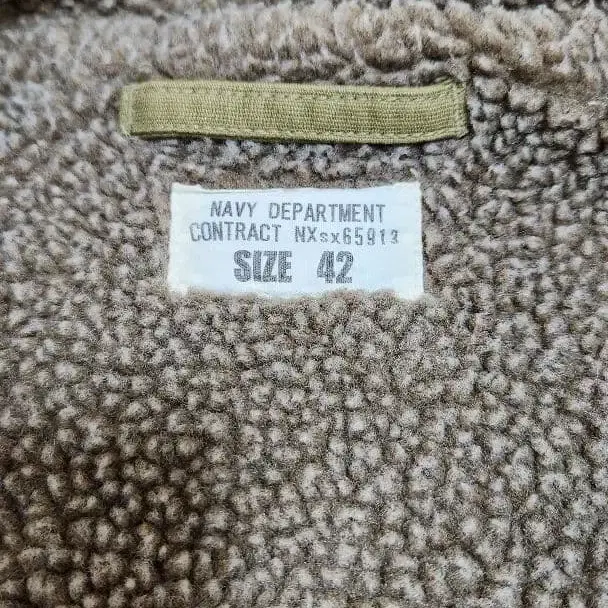 NAVY DEPARTMENT
CONTRACT NXsx65913
SIZE 42